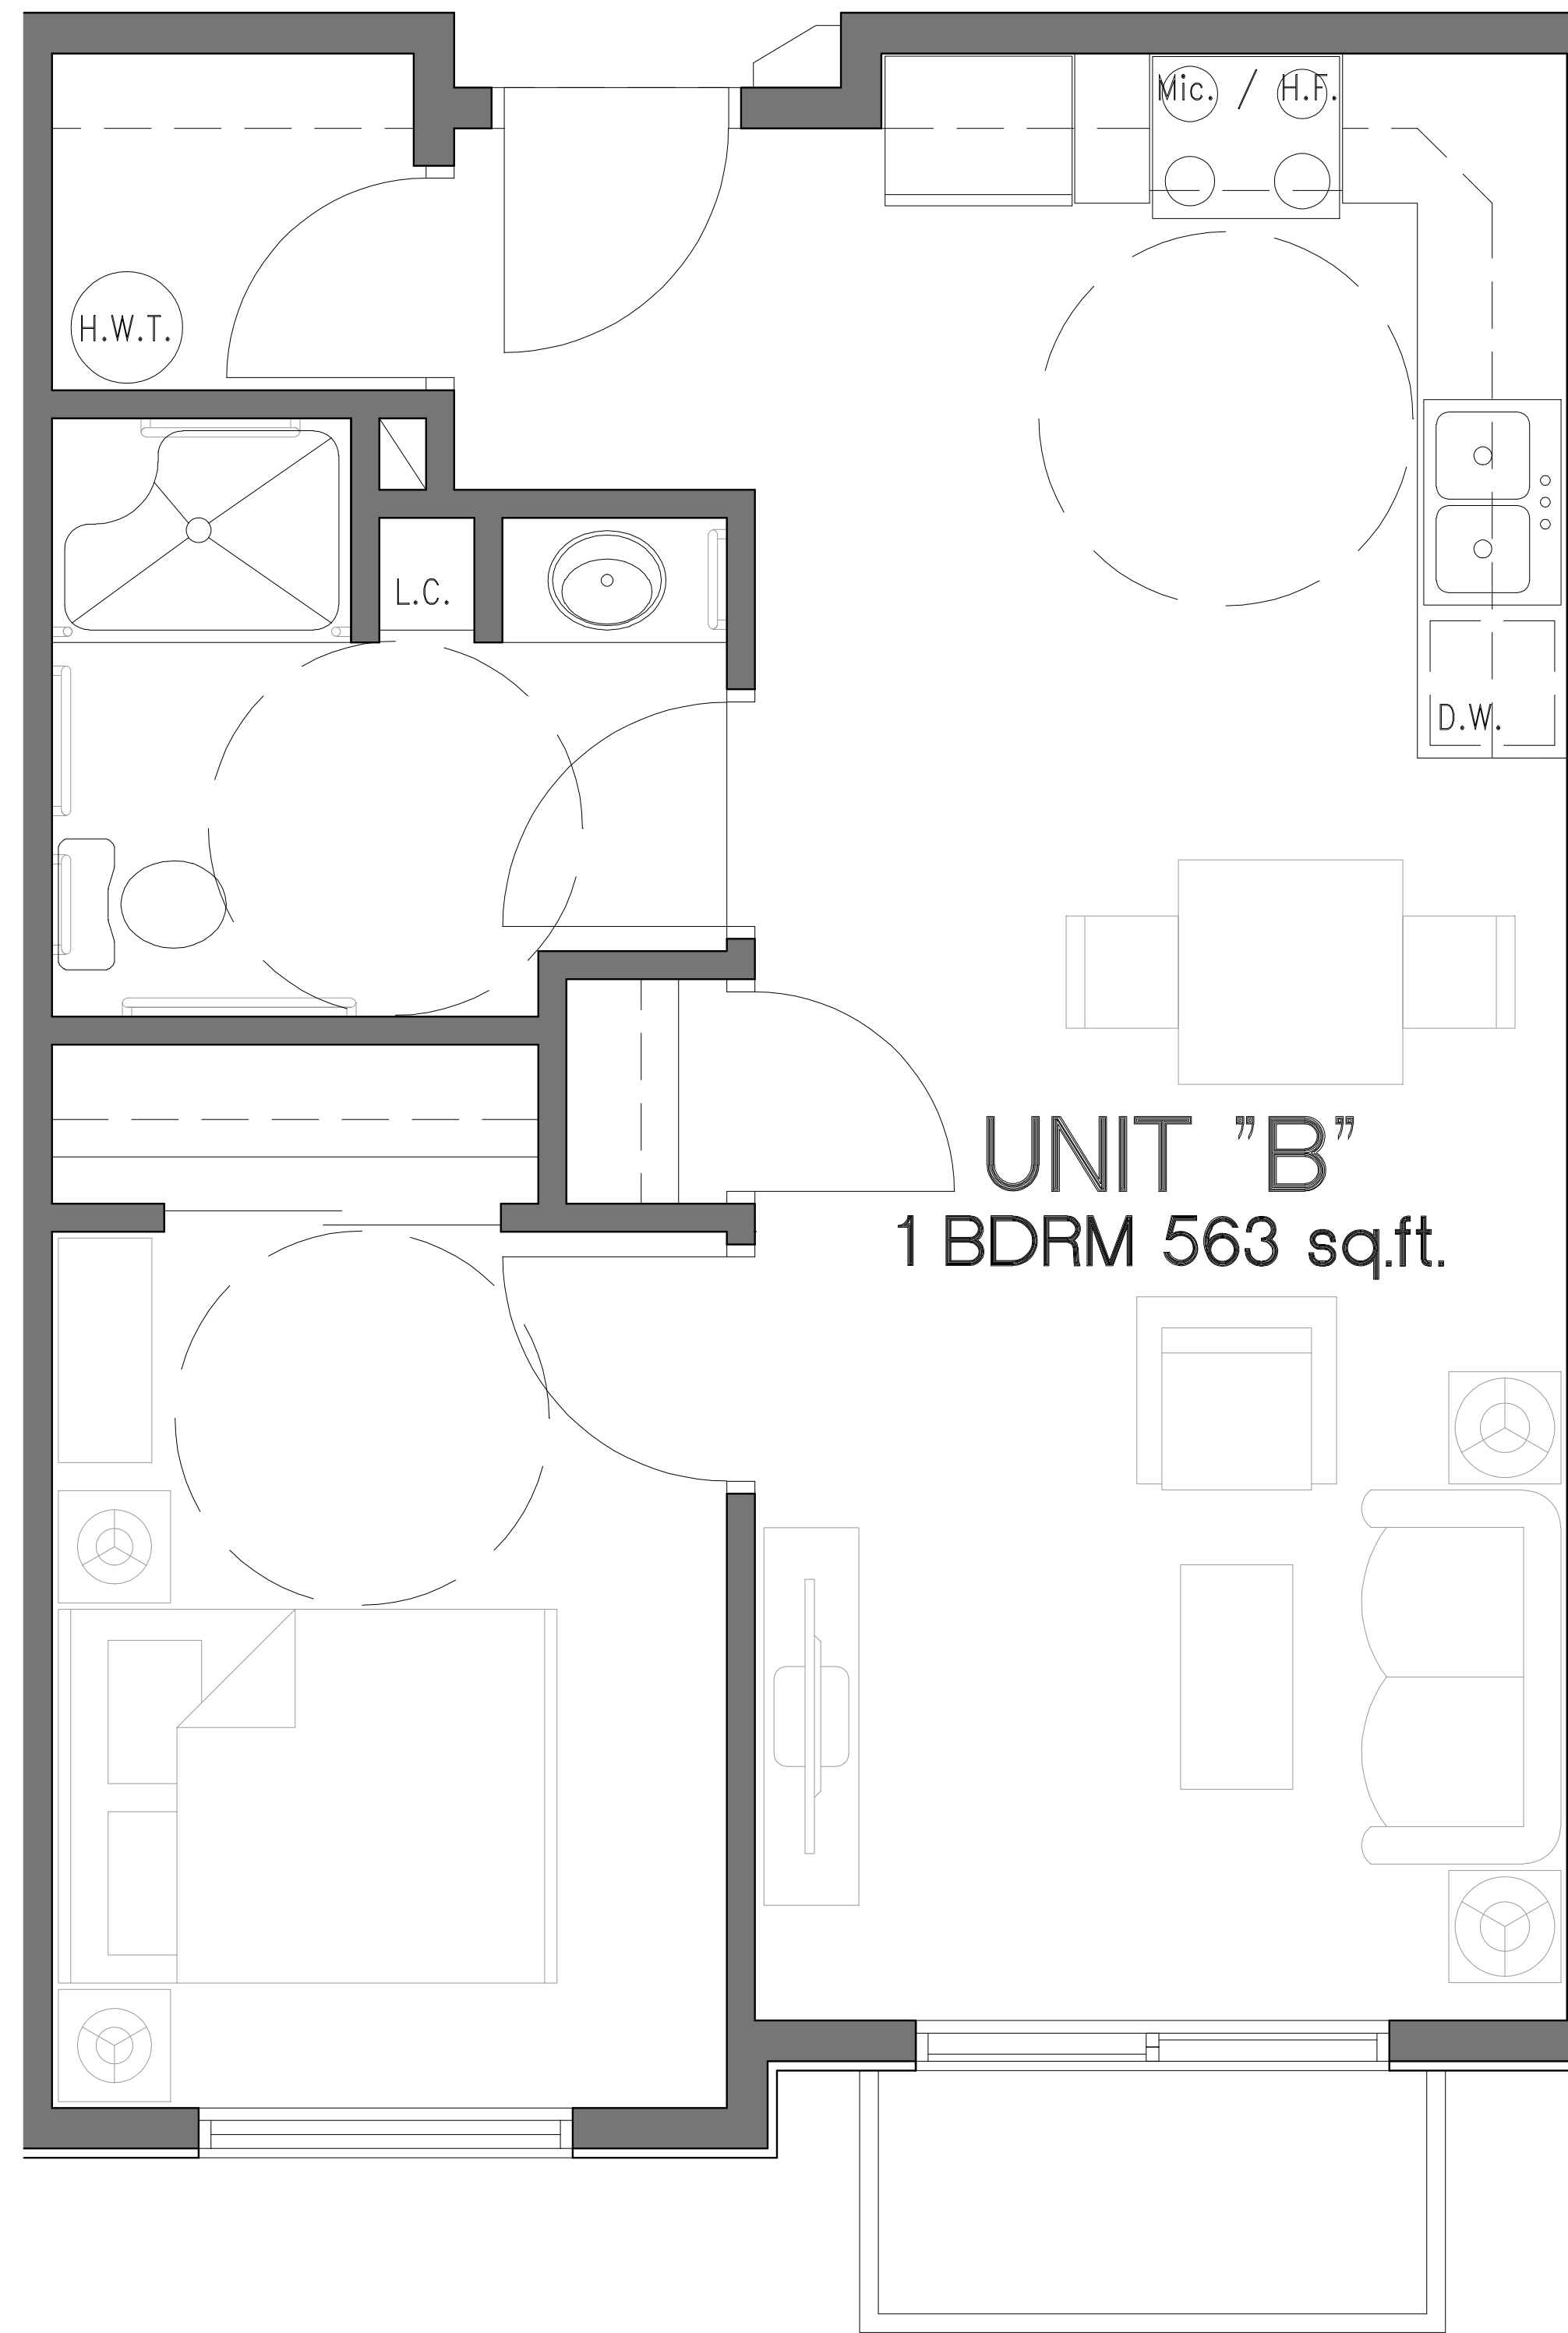 Mic. / H.F.
H.W.T.
L.C.
D.W.
UNIT "B"
1 BDRM 563 sq.ft.